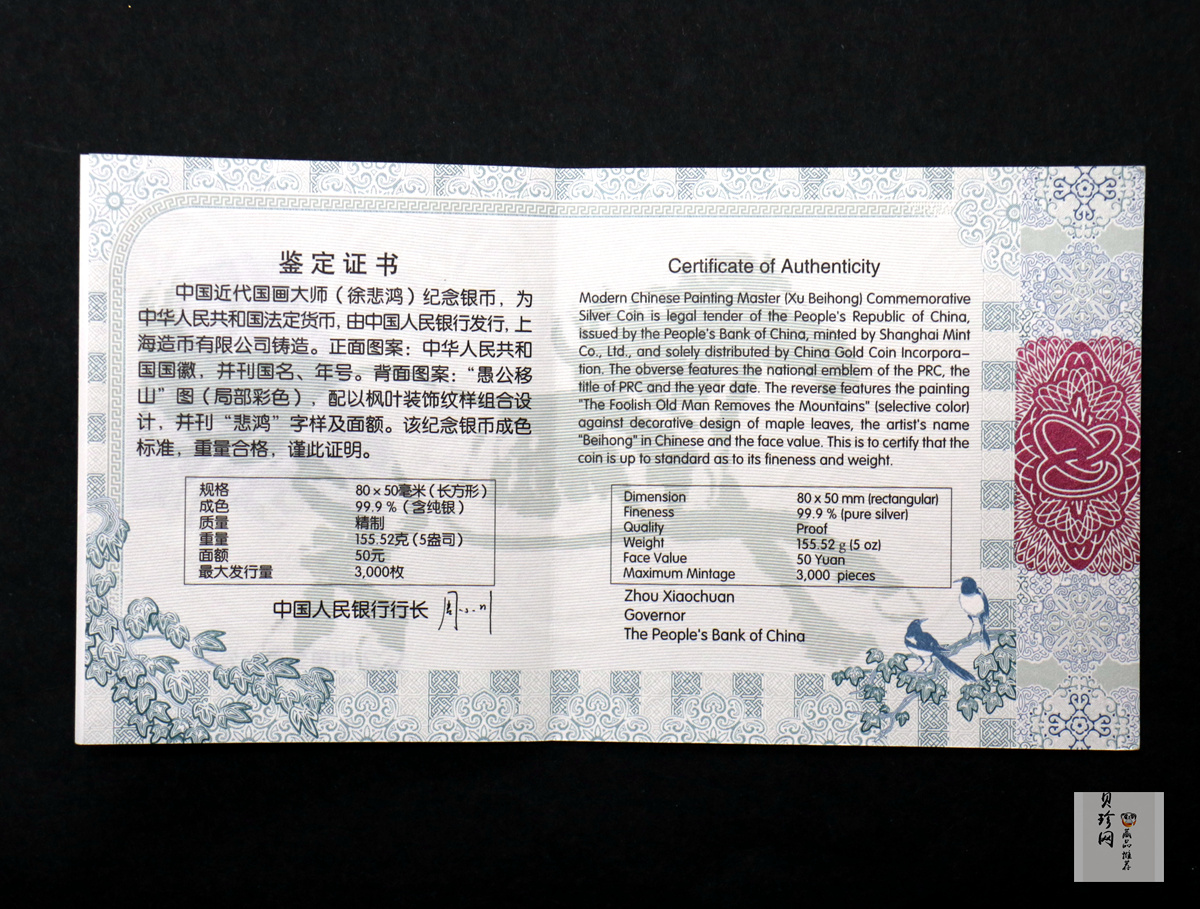 鉴定证书
中国近代国画大师（徐悲鸿）纪念银币，为
中华人民共和国法定货币，由中国人民银行发行，上
海造币有限公司铸造。正面图案：中华人民共和
国国徽，并刊国名、年号。背面图案：“愚公移
山”图（局部彩色），配以枫叶装饰纹样组合设
计，并刊“悲鸿”字样及面额。该纪念银币成色
标准，重量合格，谨此证明。
规格 80×50毫米（长方形）
成色 99.9％（含纯银）
质量 精制
重量 155.52克（5盎司）
面额 50元
最大发行量 3,000枚
中国人民银行行长
Certificate of Authenticity
Modern Chinese Painting Master (Xu Beihong) Commemorative
Silver Coin is legal tender of the People's Republic of China,
issued by the People's Bank of China, minted by Shanghai Mint
Co., Ltd., and solely distributed by China Gold Coin Incorpora-
tion. The obverse features the national emblem of the PRC, the
title of PRC and the year date. The reverse features the painting
"The Foolish Old Man Removes the Mountains" (selective color)
against decorative design of maple leaves, the artist's name
"Beihong" in Chinese and the face value. This is to certify that the
coin is up to standard as to its fineness and weight.
Dimension 80 x 50 mm (rectangular)
Fineness 99.9 % (pure silver)
Quality Proof
Weight 155.52 g (5 oz)
Face Value 50 Yuan
Maximum Mintage 3,000 pieces
Zhou Xiaochuan
Governor
The People's Bank of China
贝珍网
藏品推荐